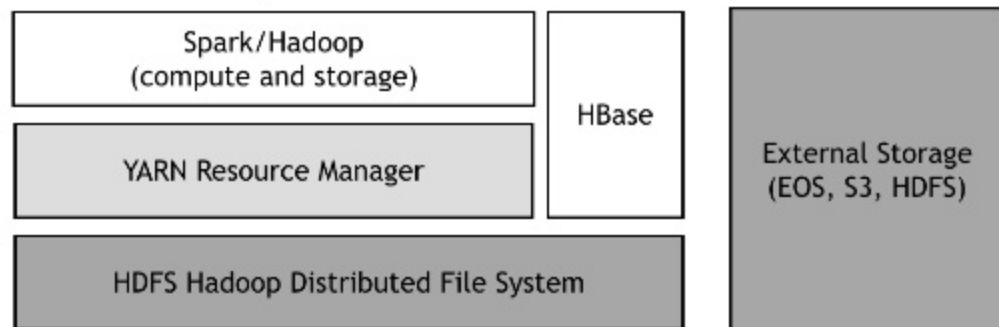 Spark/Hadoop
(compute and storage)
HBase
YARN Resource Manager
External Storage
(EOS, S3, HDFS)
HDFS Hadoop Distributed File System